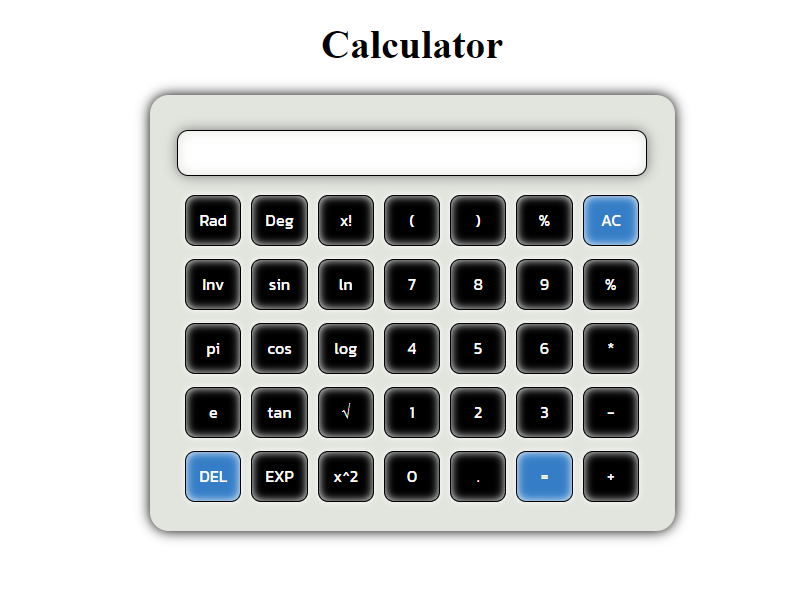 Calculator
Rad Deg x! ( ) % AC
Inv sin ln 7 8 9 %
pi cos log 4 5 6 *
e tan √ 1 2 3 -
DEL EXP x^2 0 . = +